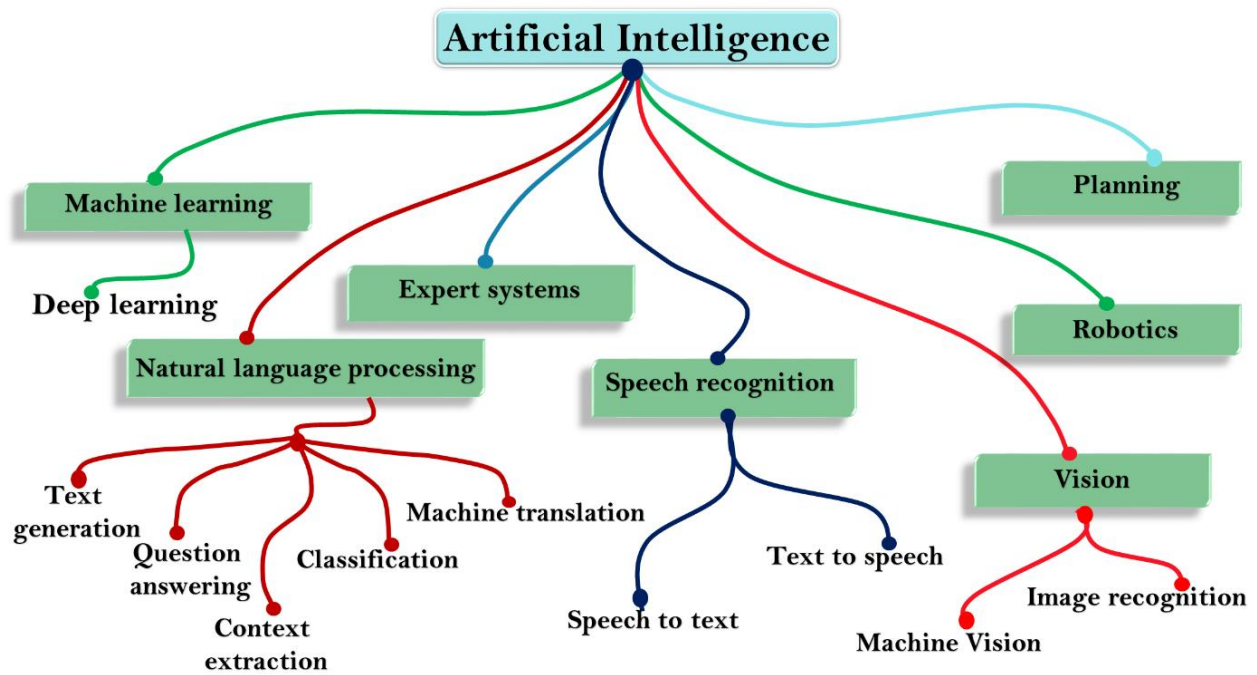 Artificial Intelligence
Machine learning
Planning
Deep learning
Expert systems
Robotics
Natural language processing
Speech recognition
Vision
Text
generation
Question
answering
Context
extraction
Classification
Machine translation
Speech to text
Text to speech
Machine Vision
Image recognition